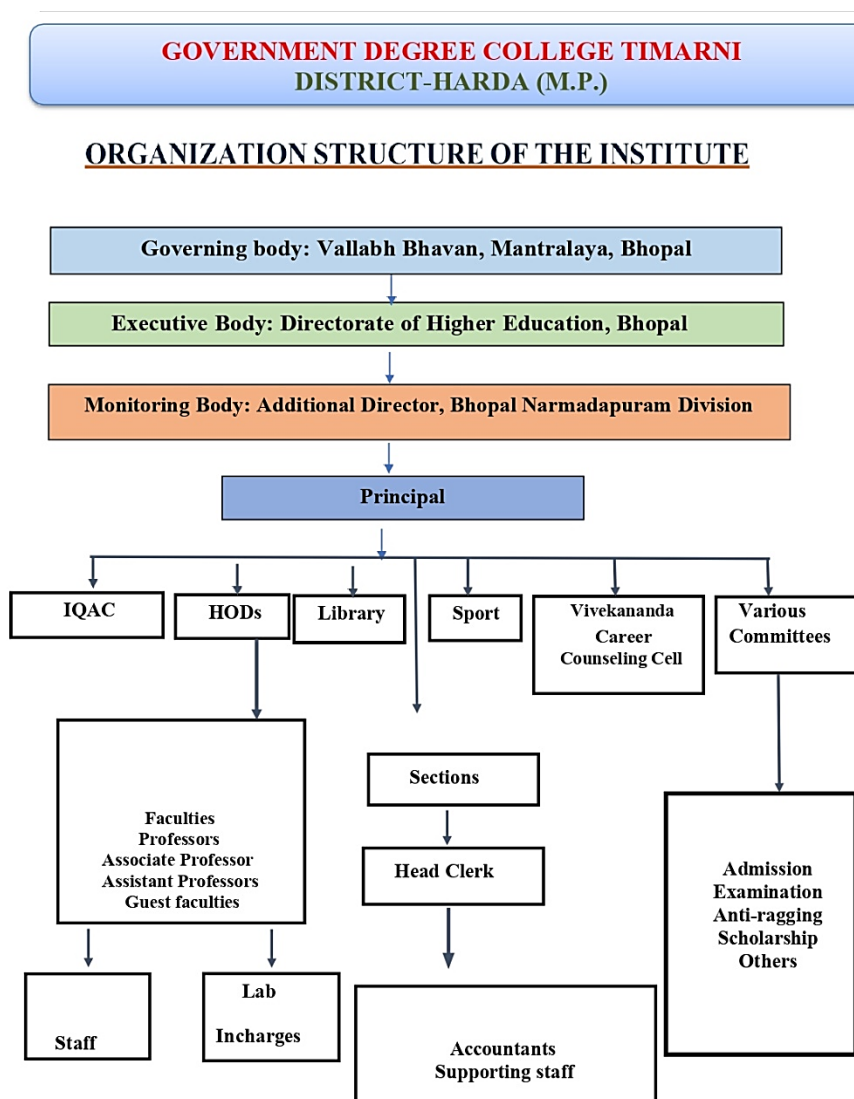 GOVERNMENT DEGREE COLLEGE TIMARNI
DISTRICT-HARDA (M.P.)
ORGANIZATION STRUCTURE OF THE INSTITUTE
Governing body: Vallabh Bhavan, Mantralaya, Bhopal
Executive Body: Directorate of Higher Education, Bhopal
Monitoring Body: Additional Director, Bhopal Narmadapuram Division
Principal
IQAC
HODs
Library
Sport
Vivekananda
Career
Counseling Cell
Various
Committees
Faculties
Professors
Associate Professor
Assistant Professors
Guest faculties
Sections
Head Clerk
Admission
Examination
Anti-ragging
Scholarship
Others
Staff
Lab
Incharges
Accountants
Supporting staff